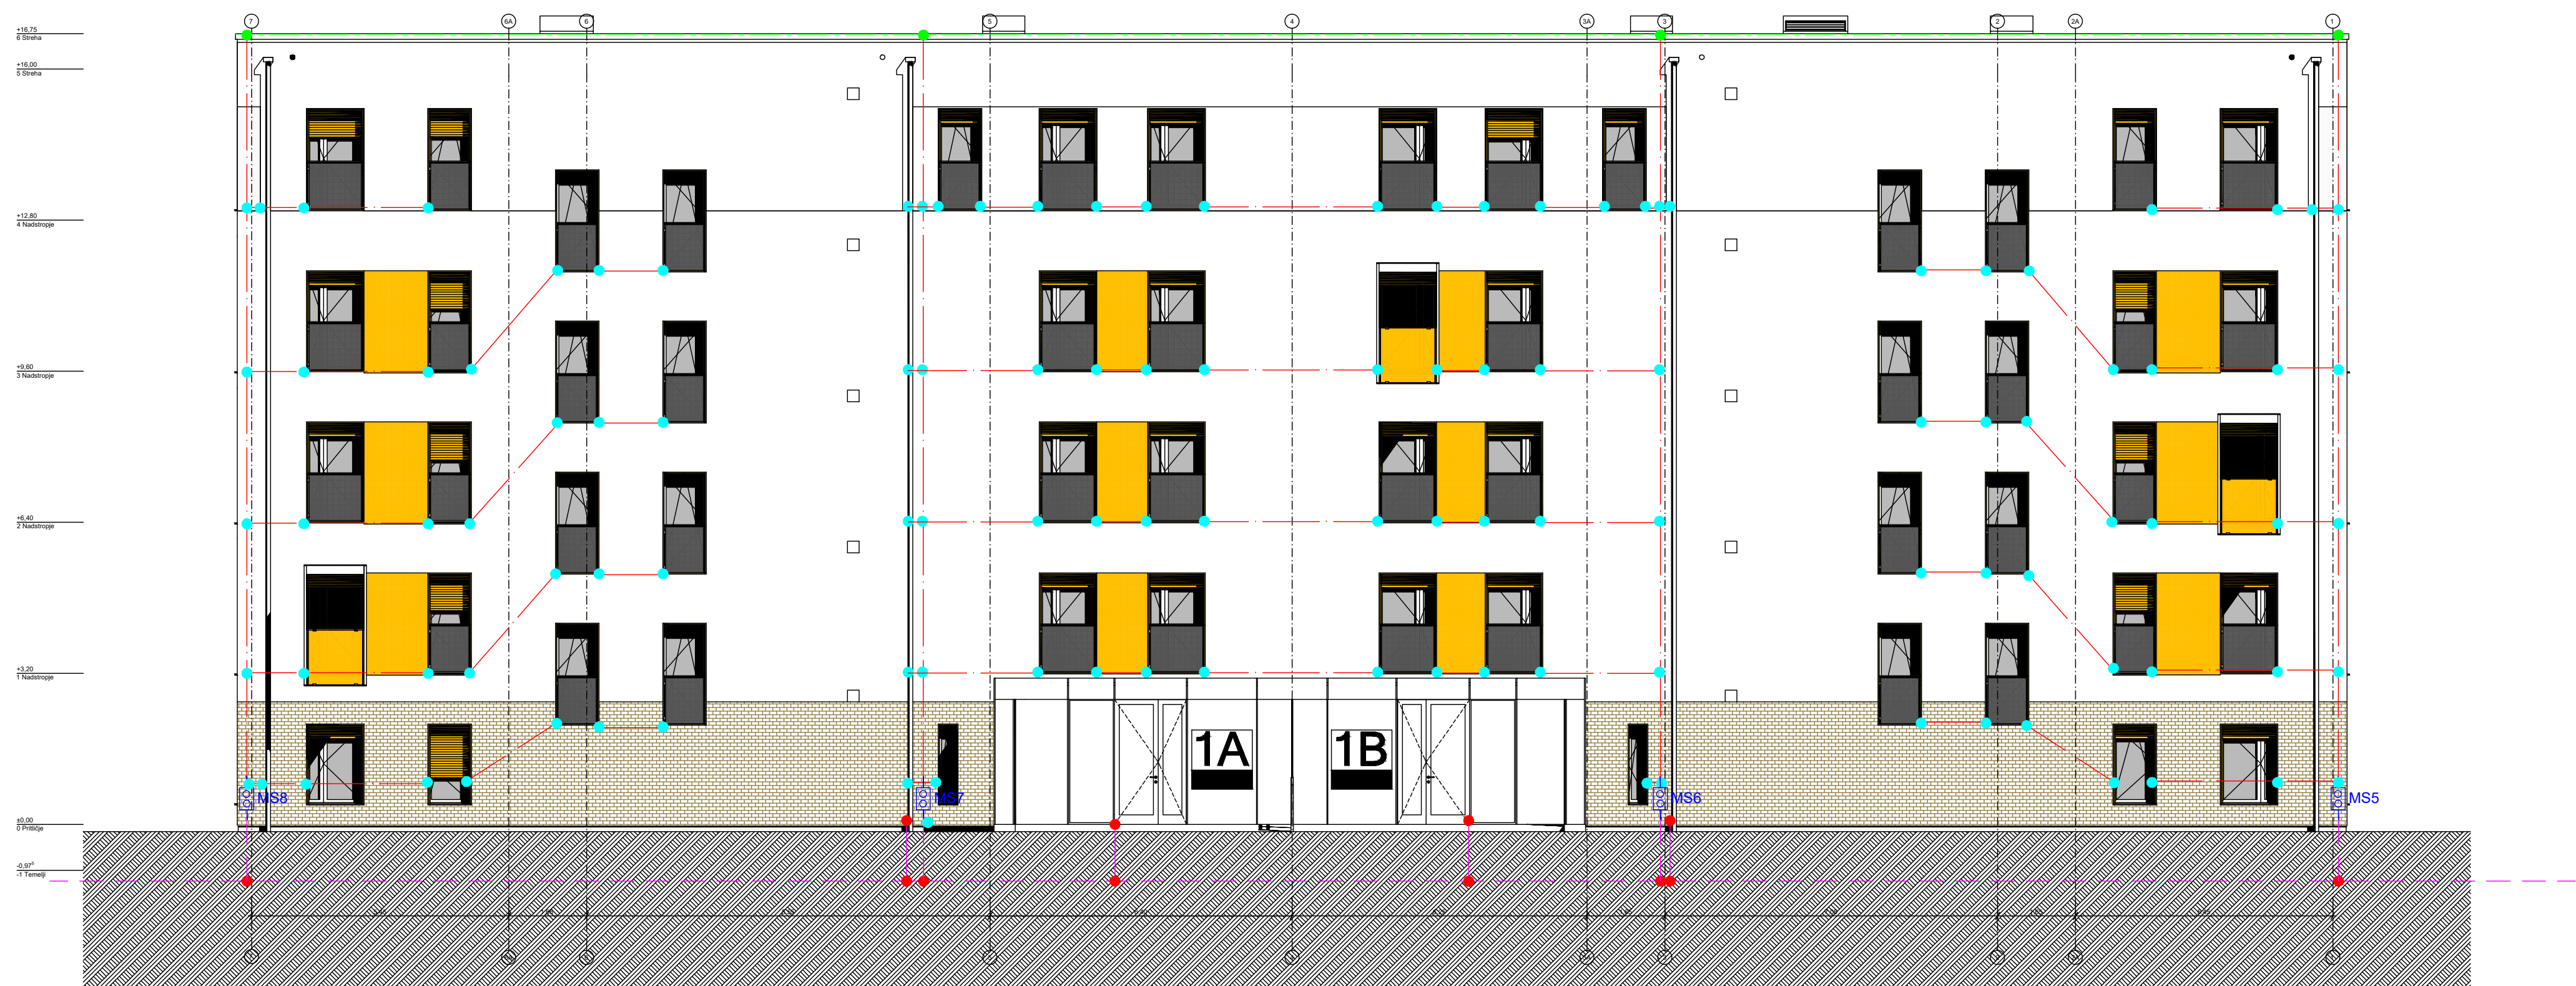 7 6A 6 5 4 3A 3 2 2A 1
+16,75
6 Streha
+16,00
5 Streha
+12,80
4 Nadstropje
+9,60
3 Nadstropje
+6,40
2 Nadstropje
+3,20
1 Nadstropje
1A 1B
MS8 MS7 MS6 MS5
±0,00
0 Pritličje
-0,97⁵
-1 Temelji